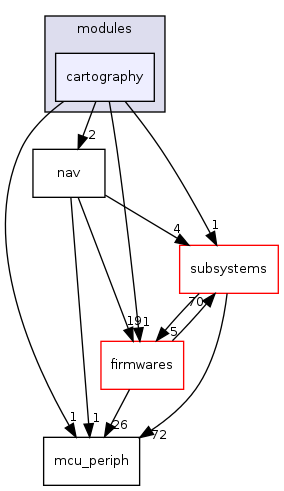 modules
cartography
2
nav
4
1
subsystems
70
191
5
firmwares
1
1
26
72
mcu_periph